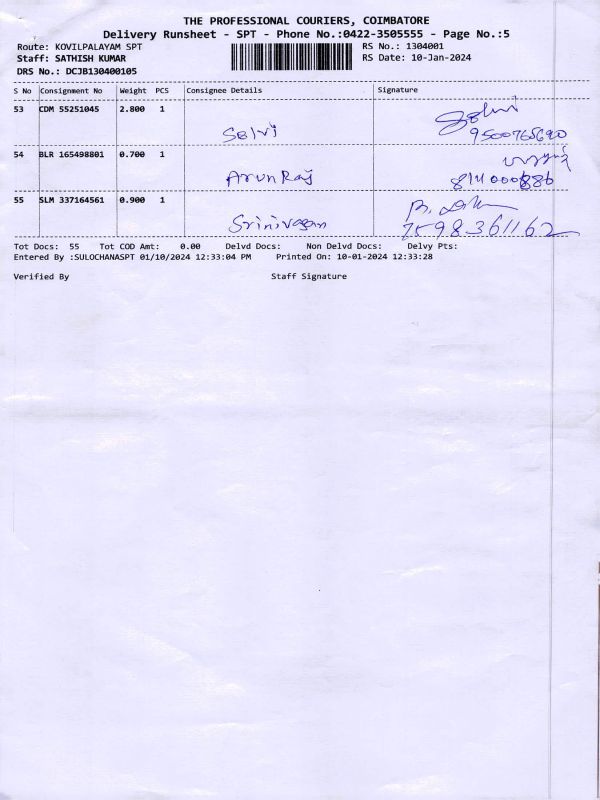 THE PROFESSIONAL COURIERS, COIMBATORE
Delivery Runsheet - SPT - Phone No.:0422-3505555 - Page No.:5
Route: KOVILPALAYAM SPT RS No.: 1304001
Staff: SATHISH KUMAR RS Date: 10-Jan-2024
DRS No.: DCJB130400105
S No Consignment No Weight PCS Consignee Details Signature
53 CDM 55251045 2.800 1
Selvi 9500765690
54 BLR 165498801 0.700 1
ArunRaj
55 SLM 337164561 0.900 1
Srinivasan 7598361162
Tot Docs: 55 Tot COD Amt: 0.00 Delvd Docs: Non Delvd Docs: Delvy Pts:
Entered By :SULOCHANASPT 01/10/2024 12:33:04 PM Printed On: 10-01-2024 12:33:28
Verified By Staff Signature